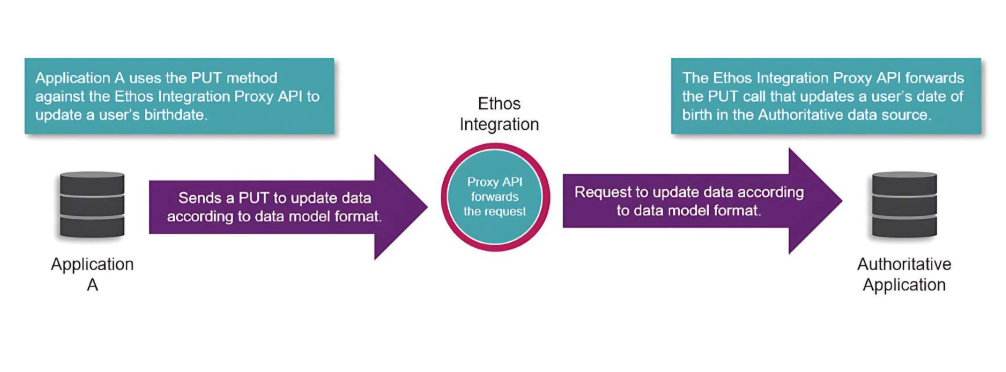 Application A uses the PUT method
against the Ethos Integration Proxy API to
update a user's birthdate.
The Ethos Integration Proxy API forwards
the PUT call that updates a user's date of
birth in the Authoritative data source.
Ethos
Integration
Sends a PUT to update data
according to data model format.
Proxy API
forwards
the request
Request to update data according
to data model format.
Application
A
Authoritative
Application